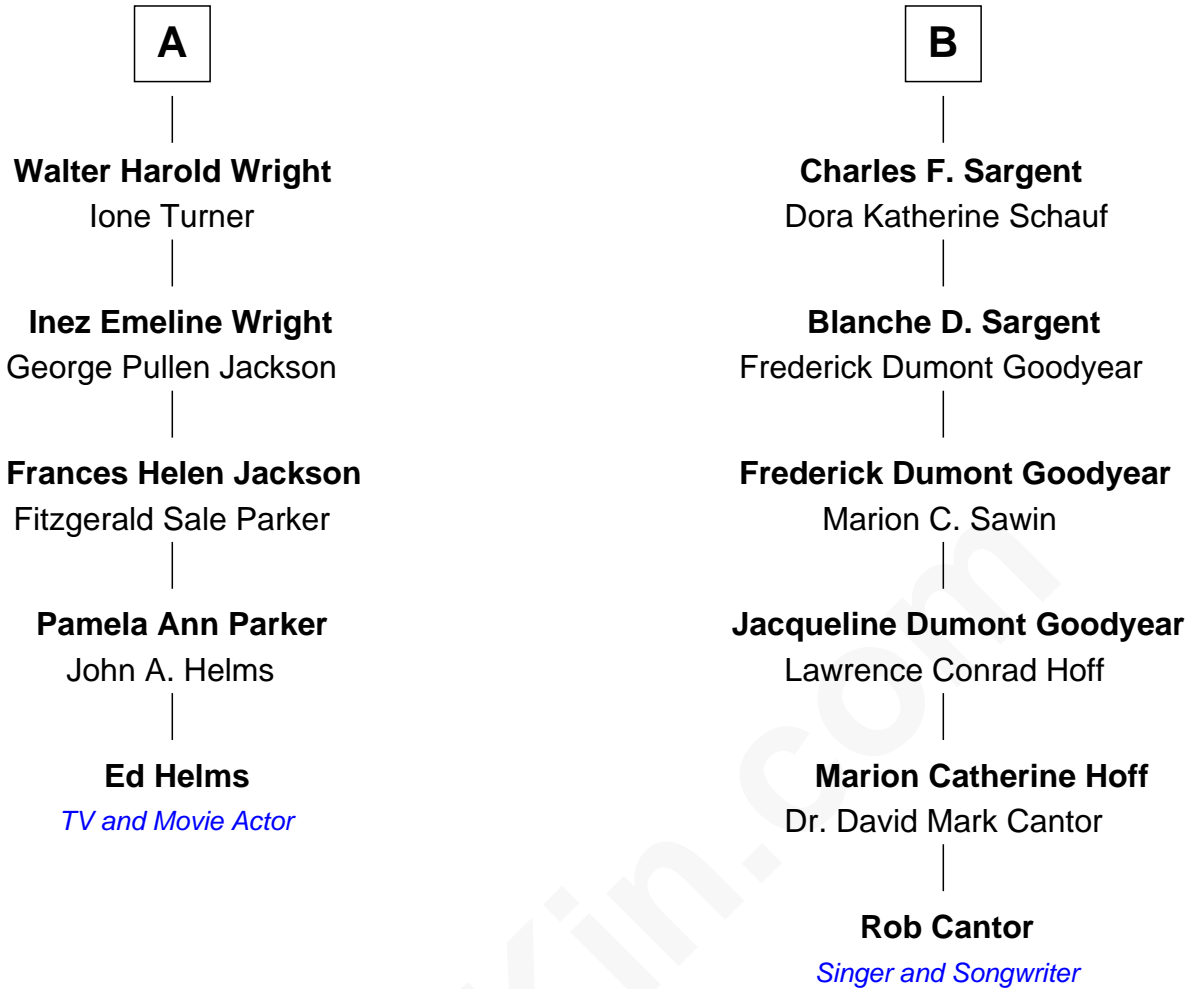 A
Walter Harold Wright
Ione Turner
Inez Emeline Wright
George Pullen Jackson
Frances Helen Jackson
Fitzgerald Sale Parker
Pamela Ann Parker
John A. Helms
Ed Helms
TV and Movie Actor
B
Charles F. Sargent
Dora Katherine Schauf
Blanche D. Sargent
Frederick Dumont Goodyear
Frederick Dumont Goodyear
Marion C. Sawin
Jacqueline Dumont Goodyear
Lawrence Conrad Hoff
Marion Catherine Hoff
Dr. David Mark Cantor
Rob Cantor
Singer and Songwriter